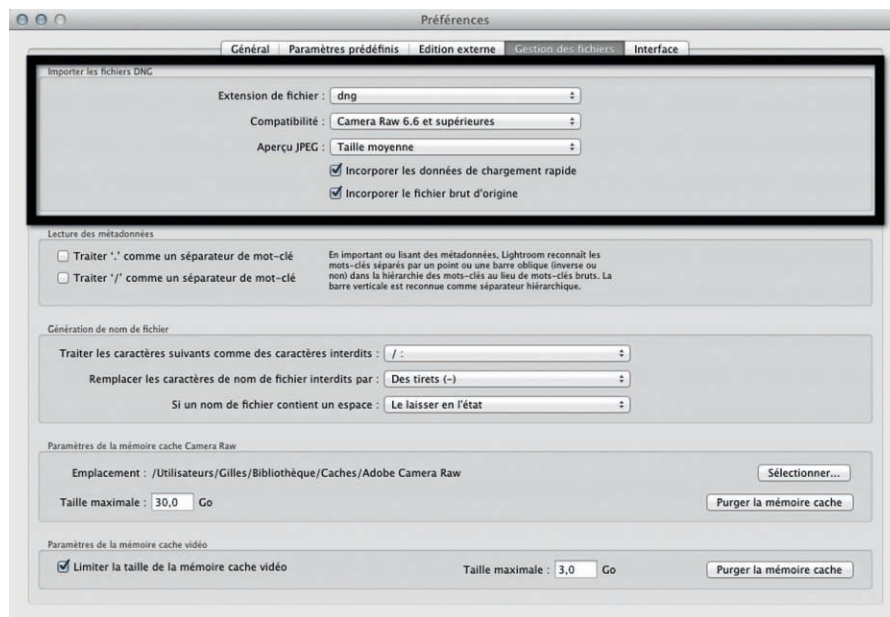 Préférences
Général Paramètres prédéfinis Edition externe Gestion des fichiers Interface
Importer les fichiers DNG
Extension de fichier : dng
Compatibilité : Camera Raw 6.6 et supérieures
Aperçu JPEG : Taille moyenne
Incorporer les données de chargement rapide
Incorporer le fichier brut d'origine
Lecture des métadonnées
Traiter '.' comme un séparateur de mot-clé
Traiter '/' comme un séparateur de mot-clé
En important ou lisant des métadonnées, Lightroom reconnaît les
mots-clés séparés par un point ou une barre oblique (inverse ou
non) dans la hiérarchie des mots-clés au lieu de mots-clés bruts. La
barre verticale est reconnue comme séparateur hiérarchique.
Génération de nom de fichier
Traiter les caractères suivants comme des caractères interdits : / :
Remplacer les caractères de nom de fichier interdits par : Des tirets (-)
Si un nom de fichier contient un espace : Le laisser en l'état
Paramètres de la mémoire cache Camera Raw
Emplacement : /Utilisateurs/Gilles/Bibliothèque/Caches/Adobe Camera Raw Sélectionner...
Taille maximale : 30,0 Go Purger la mémoire cache
Paramètres de la mémoire cache vidéo
Limiter la taille de la mémoire cache vidéo Taille maximale : 3,0 Go Purger la mémoire cache